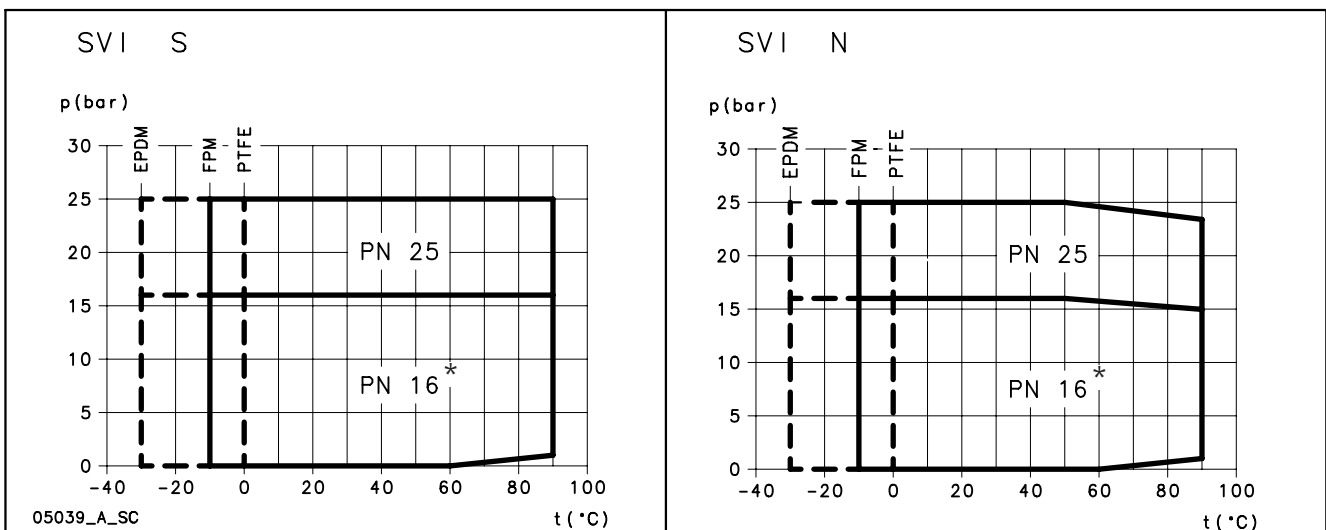 SVI S
p(bar)
EPDM
FPM
PTFE
30
25
20
15
10
5
0
PN 25
PN 16*
-40 -20 0 20 40 60 80 100
t(°C)
05039_A_SC
SVI N
p(bar)
EPDM
FPM
PTFE
30
25
20
15
10
5
0
PN 25
PN 16*
-40 -20 0 20 40 60 80 100
t(°C)